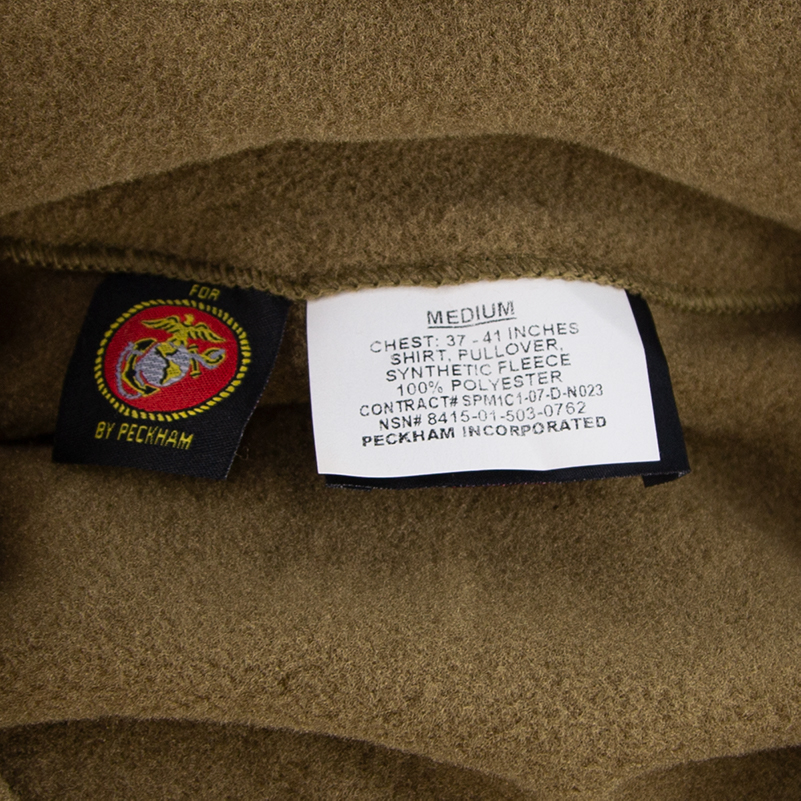 FOR
BY PECKHAM
MEDIUM
CHEST: 37 - 41 INCHES
SHIRT, PULLOVER,
SYNTHETIC FLEECE
100% POLYESTER
CONTRACT# SPM1C1-07-D-N023
NSN# 8415-01-503-0762
PECKHAM INCORPORATED